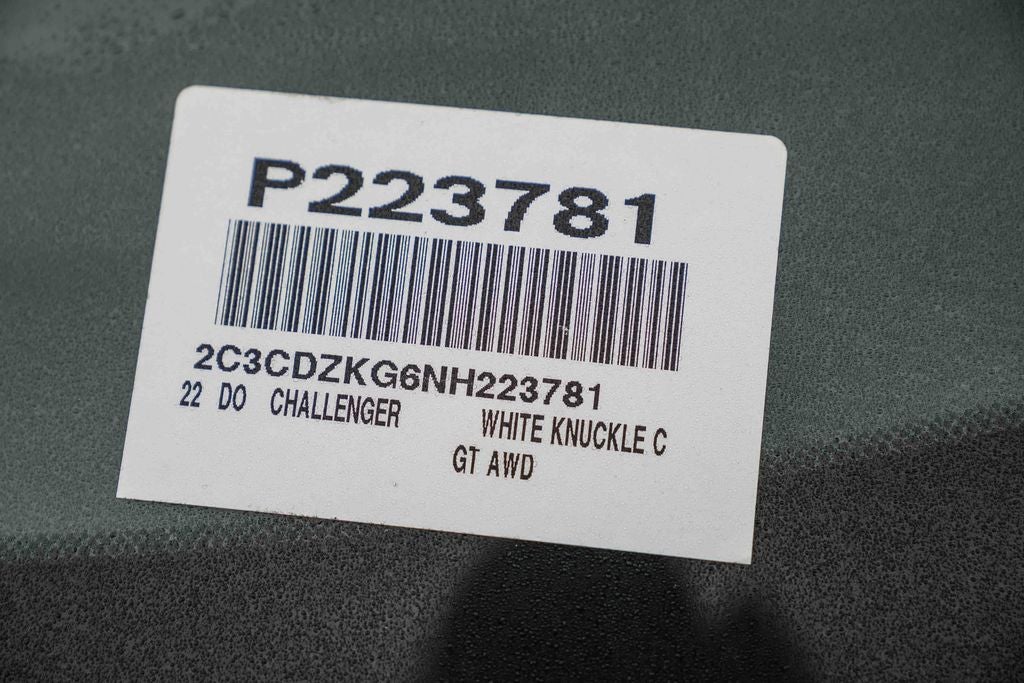 P223781
2C3CDZKG6NH223781
22 DO CHALLENGER WHITE KNUCKLE C
GT AWD